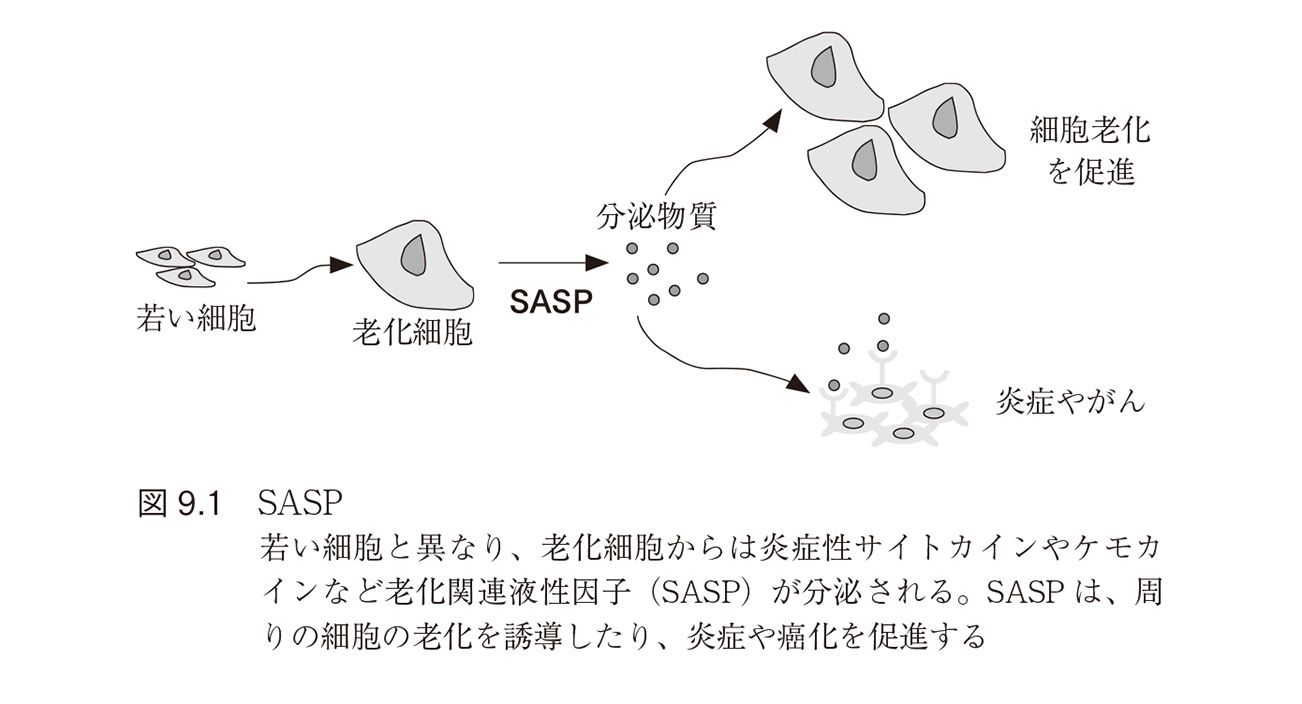 細胞老化
を促進
分泌物質
若い細胞
老化細胞
SASP
炎症やがん
図 9.1 SASP
若い細胞と異なり、老化細胞からは炎症性サイトカインやケモカ
インなど老化関連液性因子（SASP）が分泌される。SASP は、周
りの細胞の老化を誘導したり、炎症や癌化を促進する